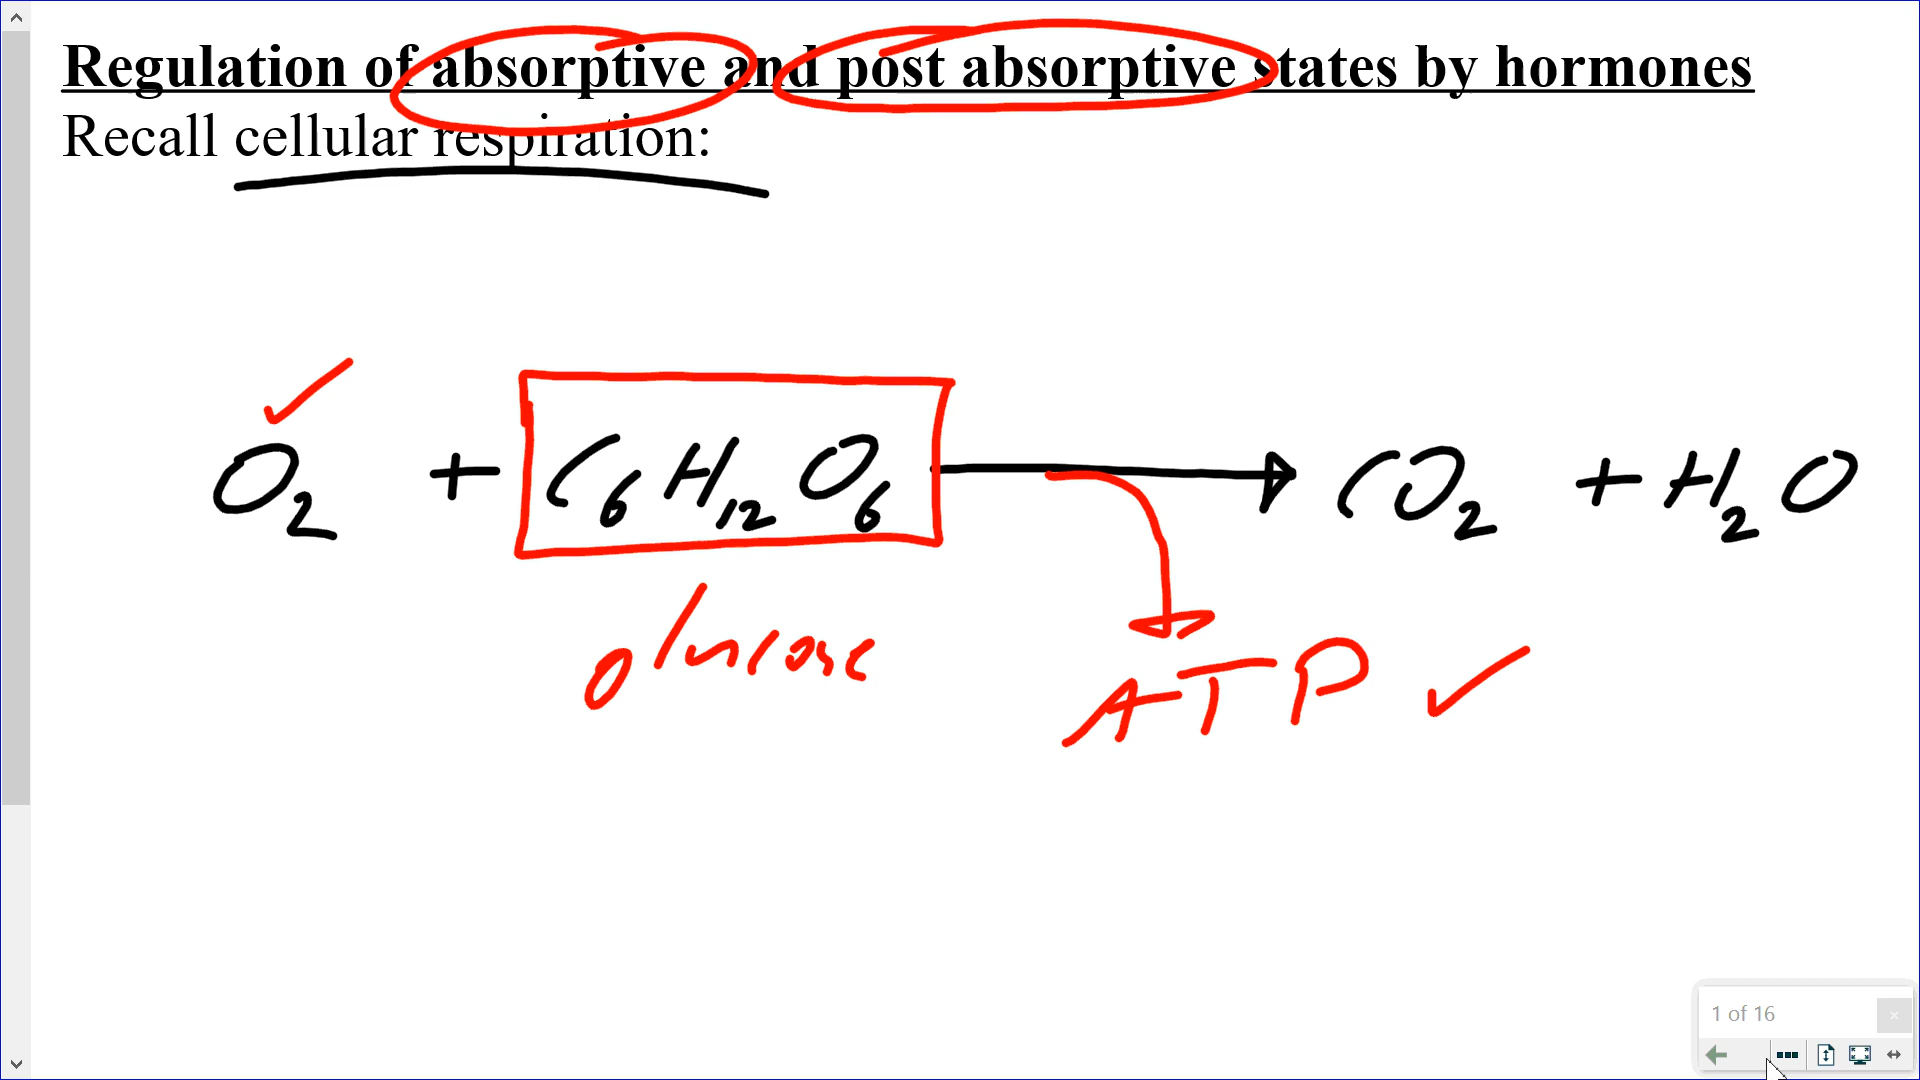 Regulation of absorptive and post absorptive states by hormones
Recall cellular respiration:
O₂ + C₆H₁₂O₆ → CO₂ + H₂O
glucose
ATP
1 of 16